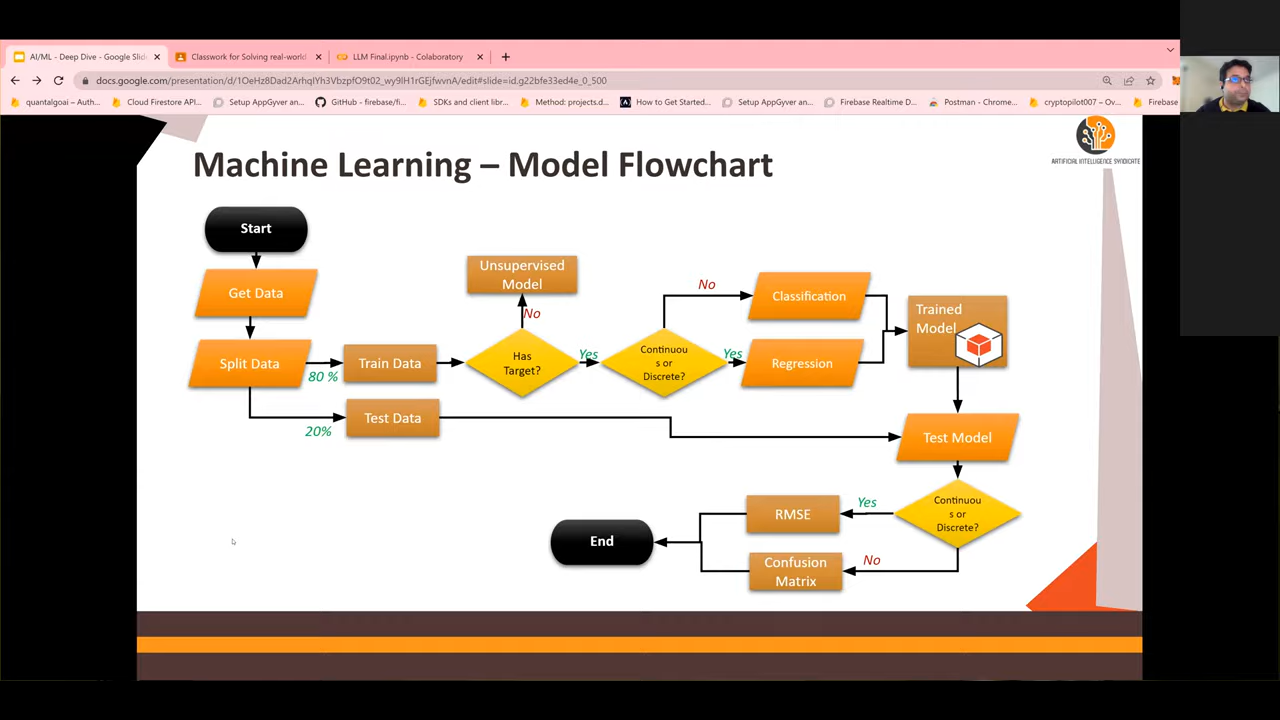 AI/ML - Deep Dive - Google Slid
Classwork for Solving real-world
LLM Final.ipynb - Colaboratory
docs.google.com/presentation/d/1OeHz8Dad2ArhqIYh3VbzpfO9t02_wy9lH1rGEjfwvnA/edit#slide=id.g22bfe33ed4e_0_500
quantalgoai – Auth...
Cloud Firestore API...
Setup AppGyver an...
GitHub - firebase/fi...
SDKs and client libr...
Method: projects.d...
How to Get Started...
Setup AppGyver an...
Firebase Realtime D...
Postman - Chrome...
cryptopilot007 – Ov...
Firebase
ARTIFICIAL INTELLIGENCE SYNDICATE
Machine Learning – Model Flowchart
Start
Get Data
Split Data
80 %
Train Data
20%
Test Data
Has
Target?
No
Unsupervised
Model
Yes
Continuou
s or
Discrete?
No
Classification
Yes
Regression
Trained
Model
Test Model
Continuou
s or
Discrete?
Yes
RMSE
No
Confusion
Matrix
End